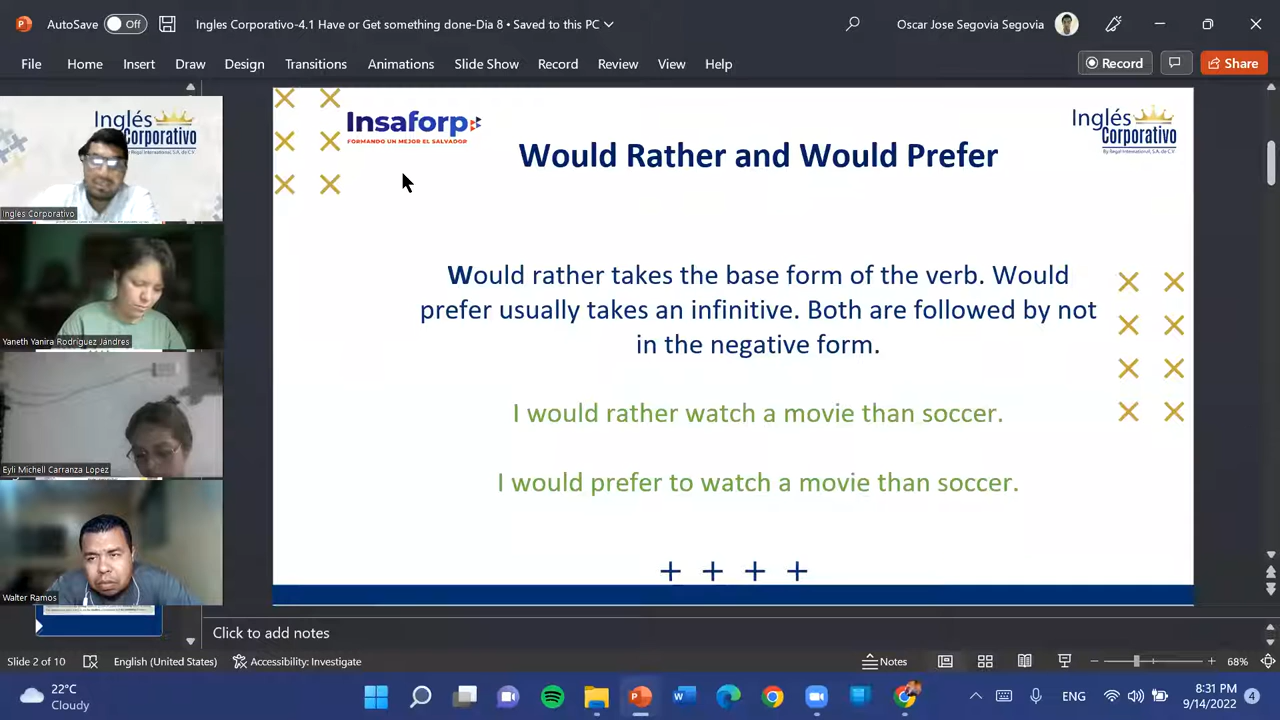 AutoSave Off Ingles Corporativo-4.1 Have or Get something done-Dia 8 • Saved to this PC Oscar Jose Segovia Segovia
File Home Insert Draw Design Transitions Animations Slide Show Record Review View Help Record Share
Inglés
Corporativo
Ingles Corporativo
Yaneth Yanira Rodriguez Jandres
Eyli Michell Carranza Lopez
Walter Ramos
Insaforp
FORMANDO UN MEJOR EL SALVADOR
Inglés
Corporativo
By Regal International, S.A. de C.V.
Would Rather and Would Prefer
Would rather takes the base form of the verb. Would
prefer usually takes an infinitive. Both are followed by not
in the negative form.
I would rather watch a movie than soccer.
I would prefer to watch a movie than soccer.
Click to add notes
Slide 2 of 10 English (United States) Accessibility: Investigate Notes 68%
22°C
Cloudy
ENG
8:31 PM
9/14/2022
4